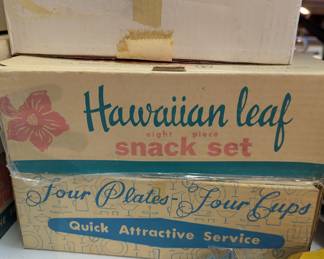 Hawaiian leaf
eight piece
snack set
Four Plates - Four Cups
Quick Attractive Service